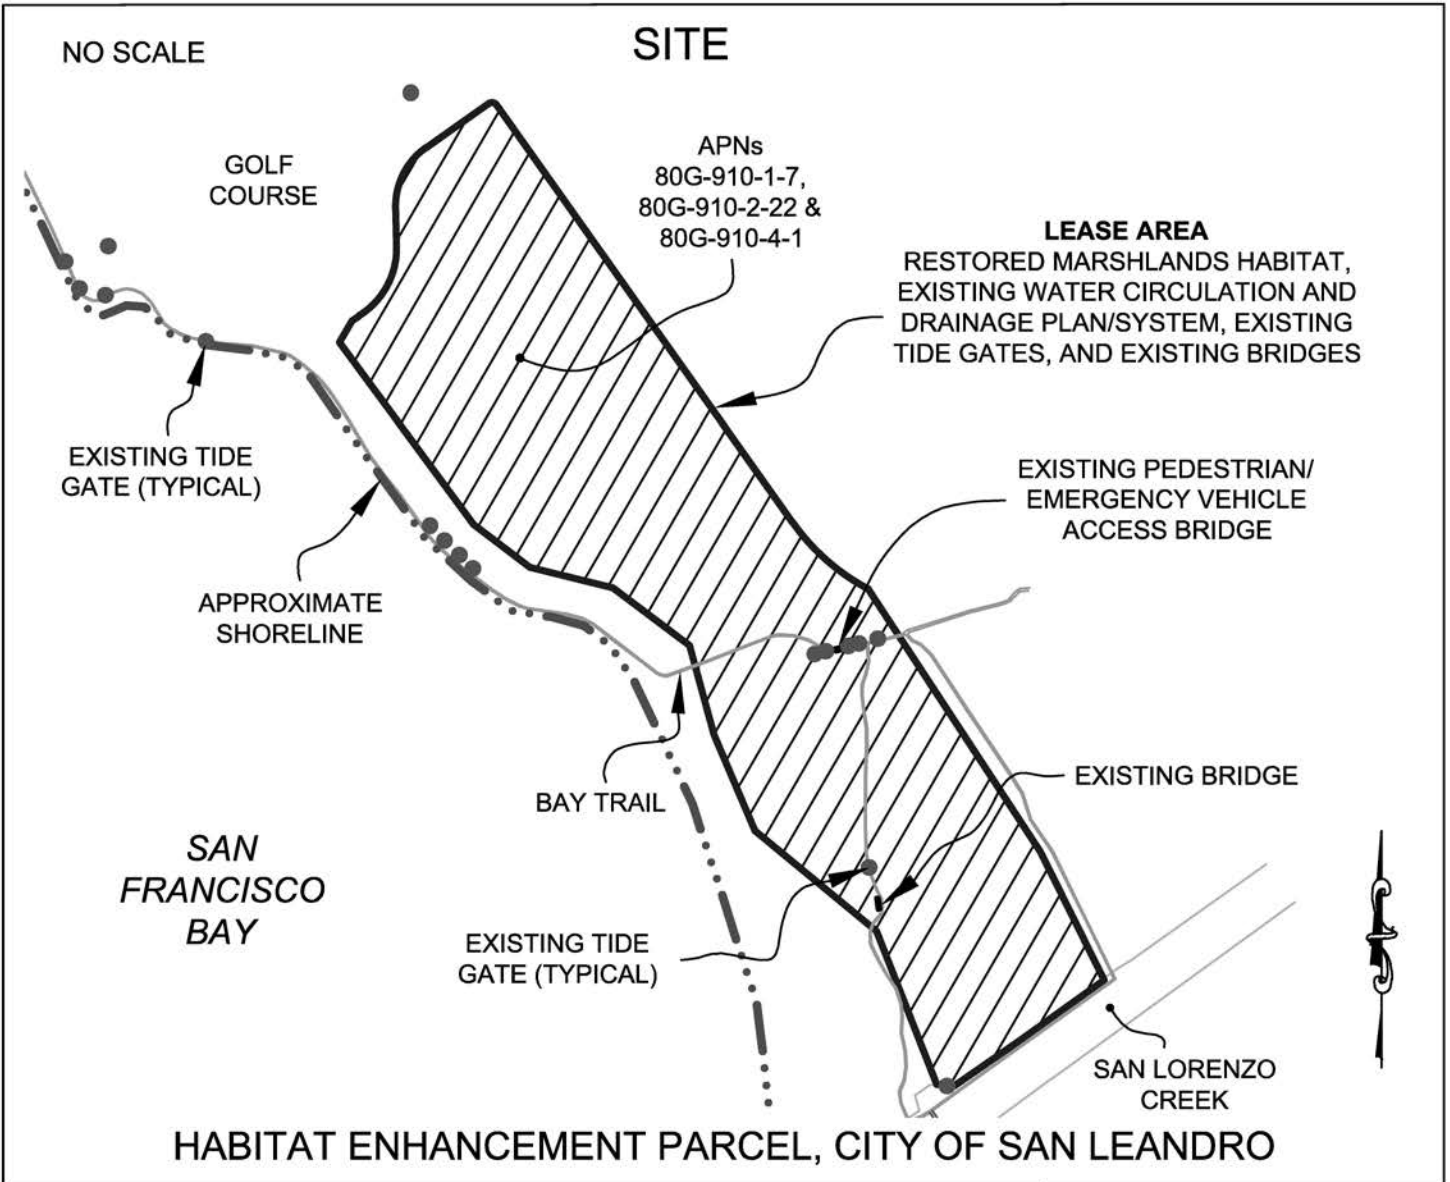 NO SCALE
SITE
GOLF
COURSE
APNs
80G-910-1-7,
80G-910-2-22 &
80G-910-4-1
LEASE AREA
RESTORED MARSHLANDS HABITAT,
EXISTING WATER CIRCULATION AND
DRAINAGE PLAN/SYSTEM, EXISTING
TIDE GATES, AND EXISTING BRIDGES
EXISTING TIDE
GATE (TYPICAL)
EXISTING PEDESTRIAN/
EMERGENCY VEHICLE
ACCESS BRIDGE
APPROXIMATE
SHORELINE
BAY TRAIL
EXISTING BRIDGE
SAN
FRANCISCO
BAY
EXISTING TIDE
GATE (TYPICAL)
SAN LORENZO
CREEK
HABITAT ENHANCEMENT PARCEL, CITY OF SAN LEANDRO